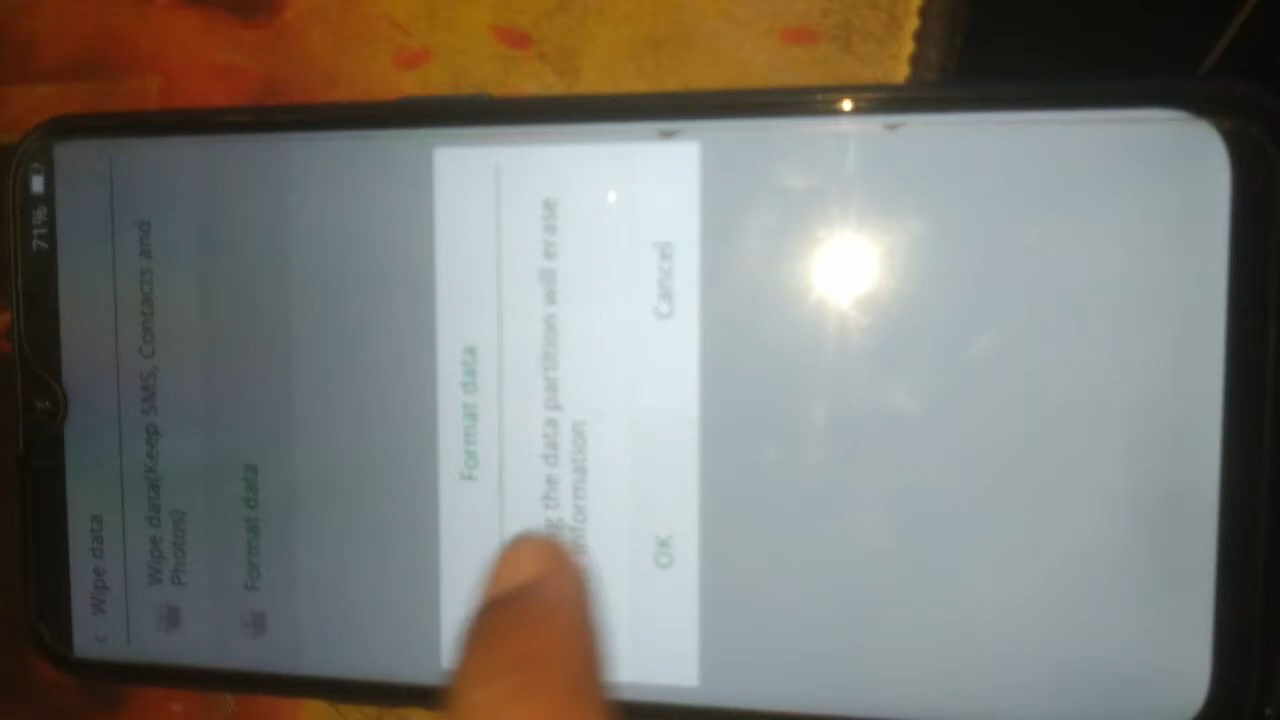 71%
‹ Wipe data
Wipe data(Keep SMS, Contacts and
Photos)
Format data
Format data
the data partition will erase
information
OK Cancel